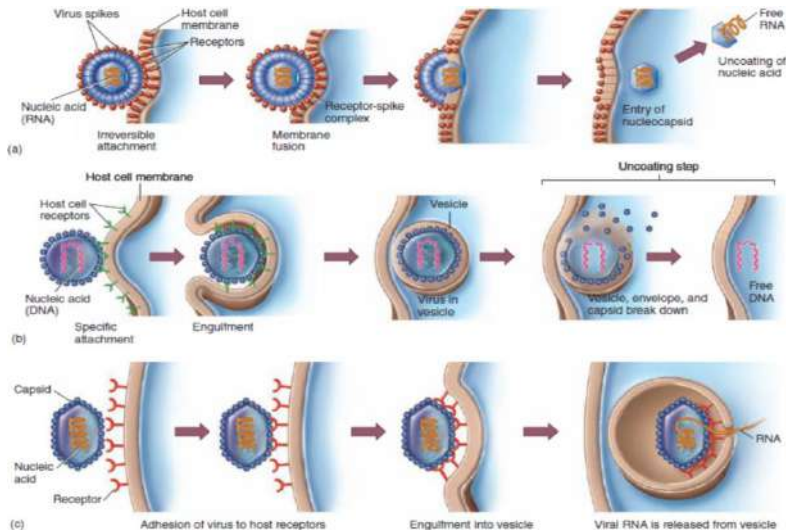 Virus spikes
Host cell
membrane
Receptors
Free
RNA
Uncoating of
nucleic acid
Nucleic acid
(RNA)
Receptor-spike
complex
Entry of
nucleocapsid
Irreversible
attachment
Membrane
fusion
(a)
Uncoating step
Host cell membrane
Host cell
receptors
Vesicle
Nucleic acid
(DNA)
Virus in
vesicle
Vesicle, envelope, and
capsid break down
Free
DNA
Specific
attachment
Engulfment
(b)
Capsid
Nucleic
acid
Receptor
RNA
(c)
Adhesion of virus to host receptors
Engulfment into vesicle
Viral RNA is released from vesicle